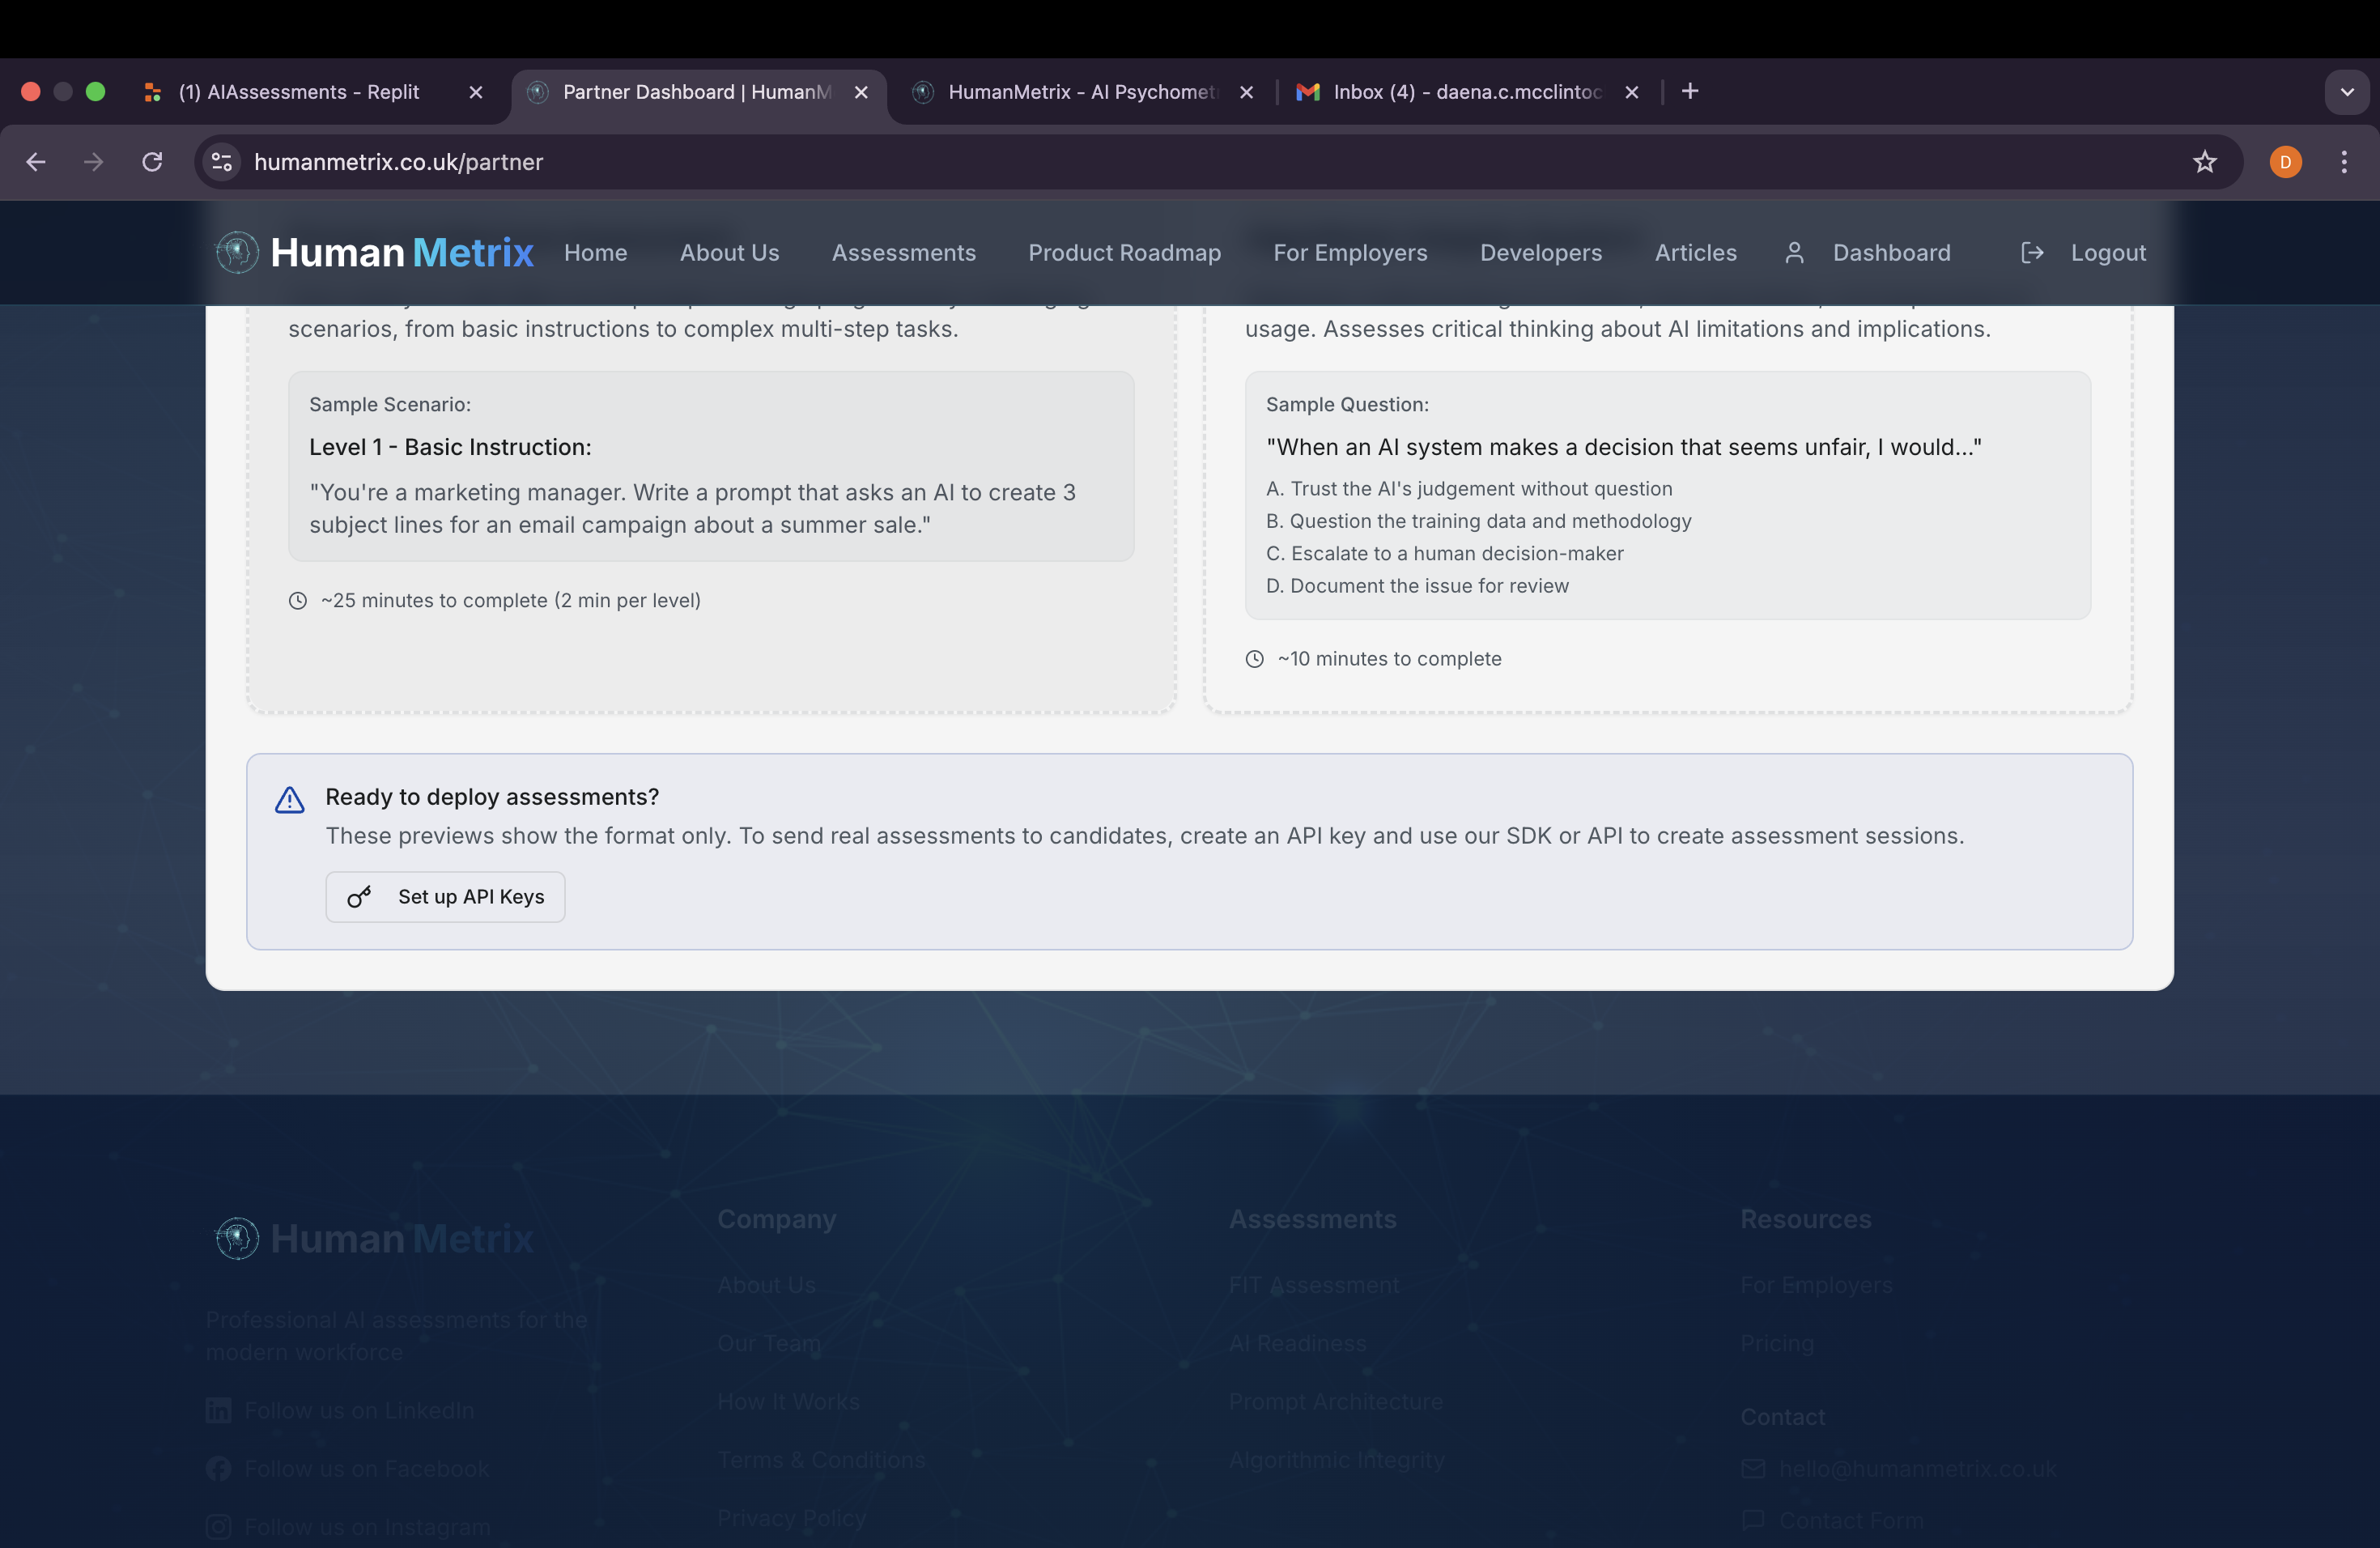 (1) AIAssessments - Replit
Partner Dashboard | HumanM
HumanMetrix - AI Psychomet
Inbox (4) - daena.c.mcclintoc
humanmetrix.co.uk/partner
D
Human Metrix
Home
About Us
Assessments
Product Roadmap
For Employers
Developers
Articles
Dashboard
Logout
scenarios, from basic instructions to complex multi-step tasks.
Sample Scenario:
Level 1 - Basic Instruction:
"You're a marketing manager. Write a prompt that asks an AI to create 3
subject lines for an email campaign about a summer sale."
~25 minutes to complete (2 min per level)
usage. Assesses critical thinking about AI limitations and implications.
Sample Question:
"When an AI system makes a decision that seems unfair, I would..."
A. Trust the AI's judgement without question
B. Question the training data and methodology
C. Escalate to a human decision-maker
D. Document the issue for review
~10 minutes to complete
Ready to deploy assessments?
These previews show the format only. To send real assessments to candidates, create an API key and use our SDK or API to create assessment sessions.
Set up API Keys
Human Metrix
Professional AI assessments for the
modern workforce
Follow us on LinkedIn
Follow us on Facebook
Follow us on Instagram
Company
About Us
Our Team
How It Works
Terms & Conditions
Privacy Policy
Assessments
FIT Assessment
AI Readiness
Prompt Architecture
Algorithmic Integrity
Resources
For Employers
Pricing
Contact
hello@humanmetrix.co.uk
Contact Form